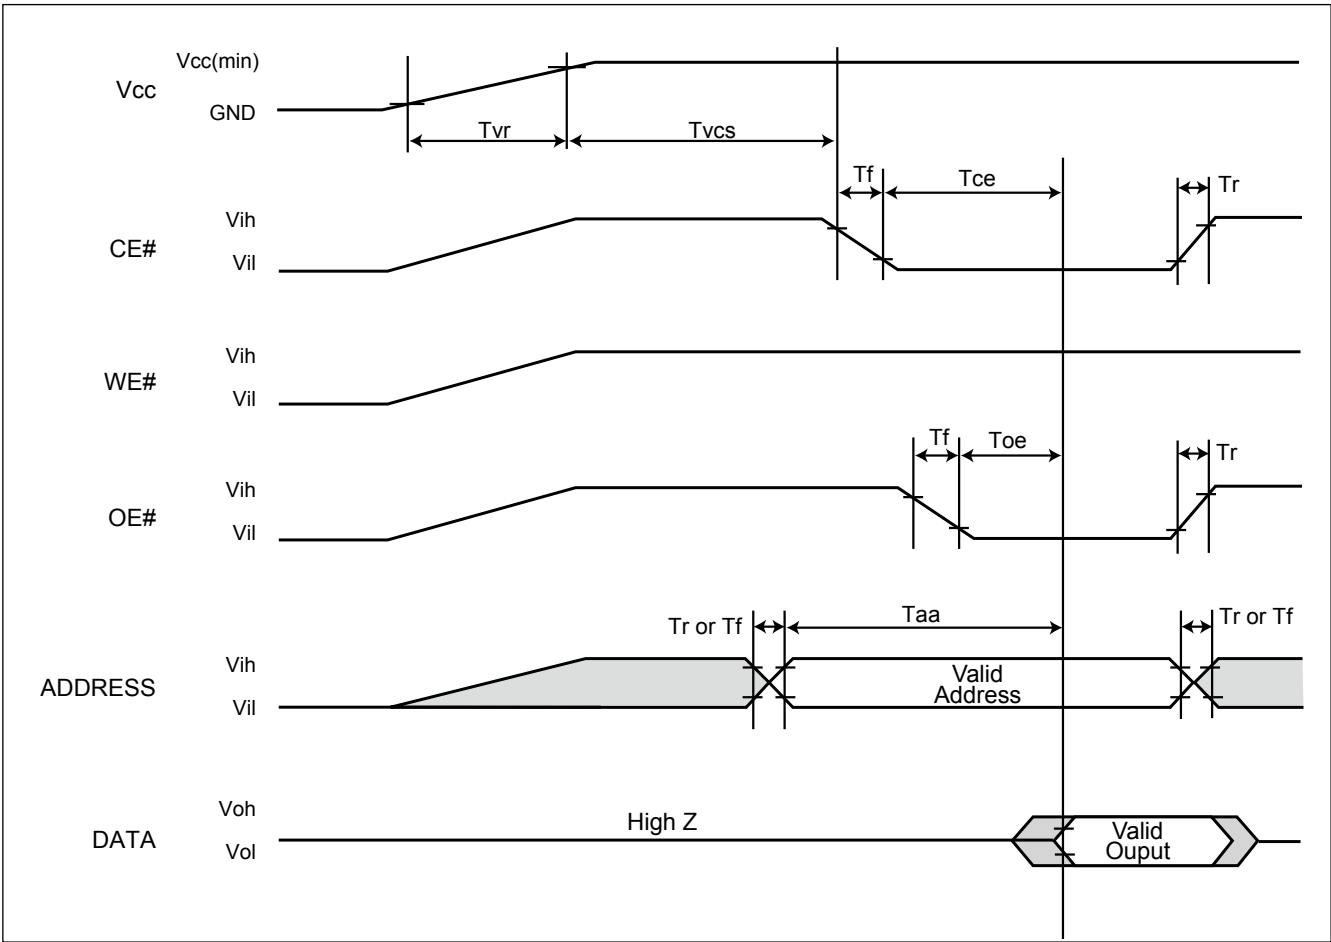 Vcc(min)
Vcc
GND
Tvr
Tvcs
Tf
Tce
Tr
Vih
CE#
Vil
Vih
WE#
Vil
Tf
Toe
Tr
Vih
OE#
Vil
Tr or Tf
Taa
Tr or Tf
Vih
ADDRESS
Vil
Valid
Address
Voh
DATA
Vol
High Z
Valid
Ouput